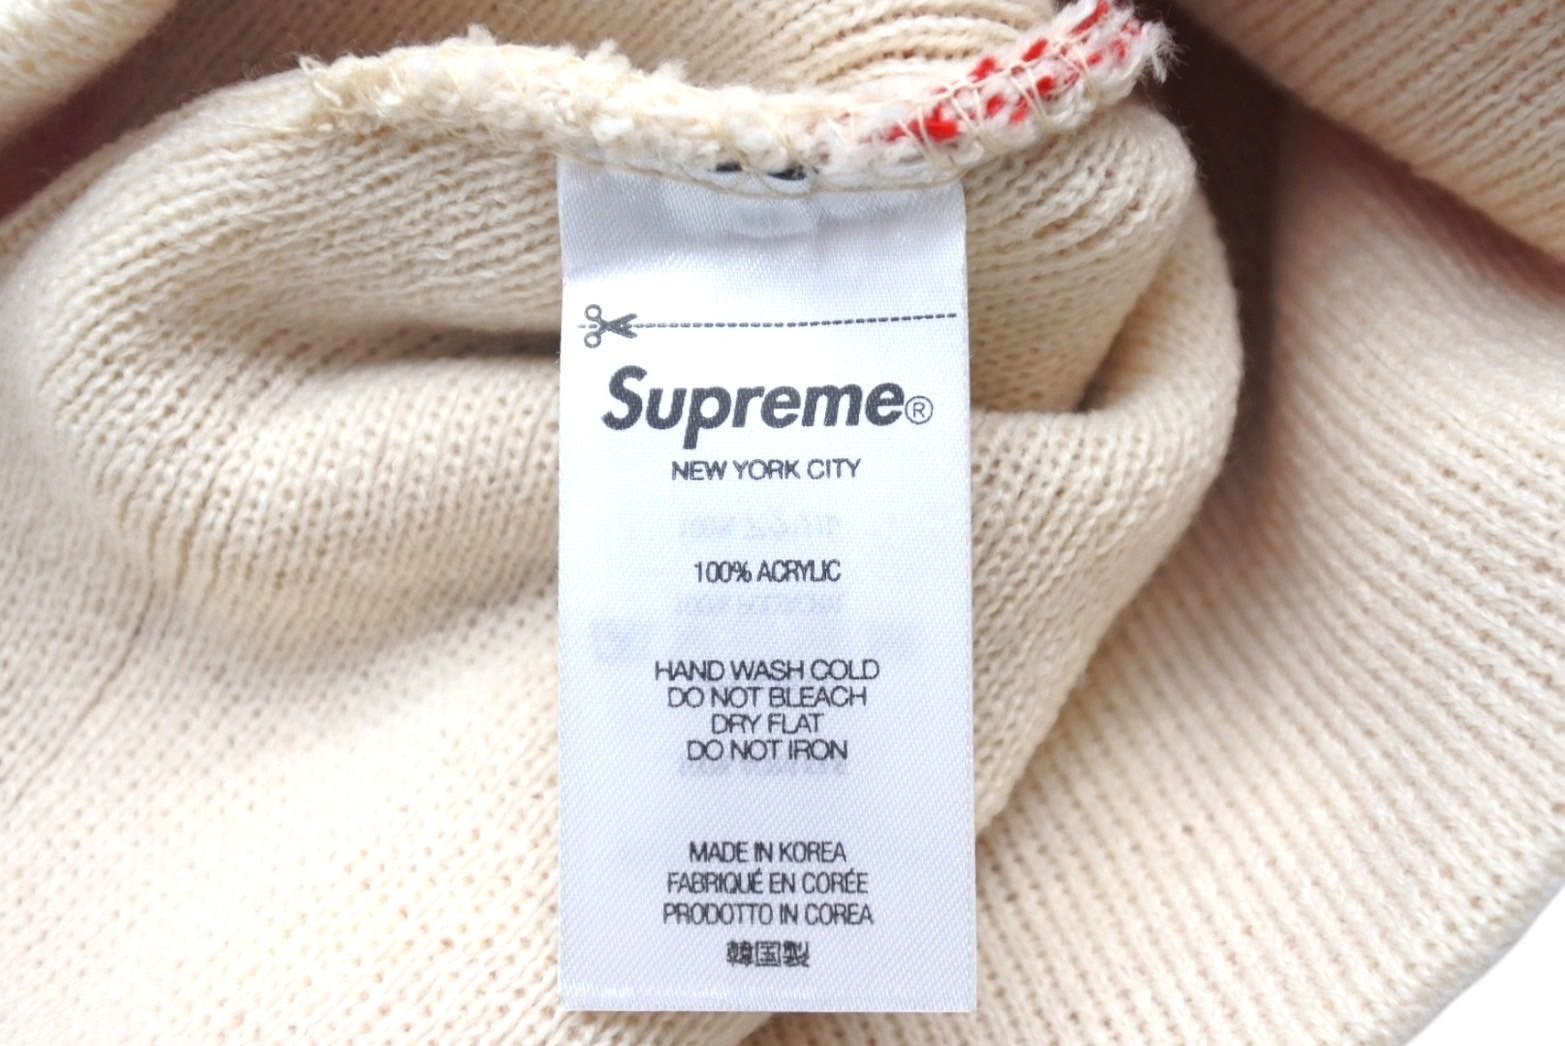 Supreme®
NEW YORK CITY
100% ACRYLIC
HAND WASH COLD
DO NOT BLEACH
DRY FLAT
DO NOT IRON
MADE IN KOREA
FABRIQUÉ EN CORÉE
PRODOTTO IN COREA
韓国製